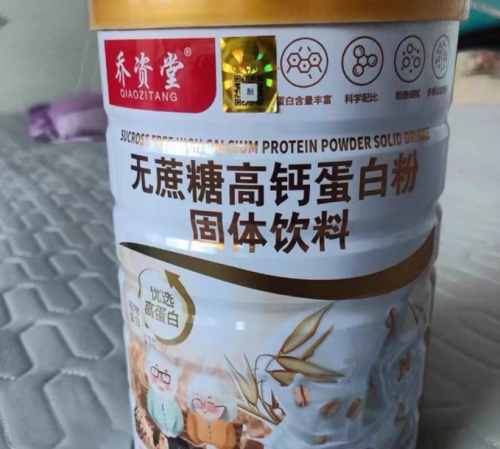 乔资堂®
QIAOZITANG
刮
蛋白含量丰富
科学配比
SUCROSE FREE HIGH CALCIUM PROTEIN POWDER SOLID DRINKS
无蔗糖高钙蛋白粉
固体饮料
优选
高蛋白